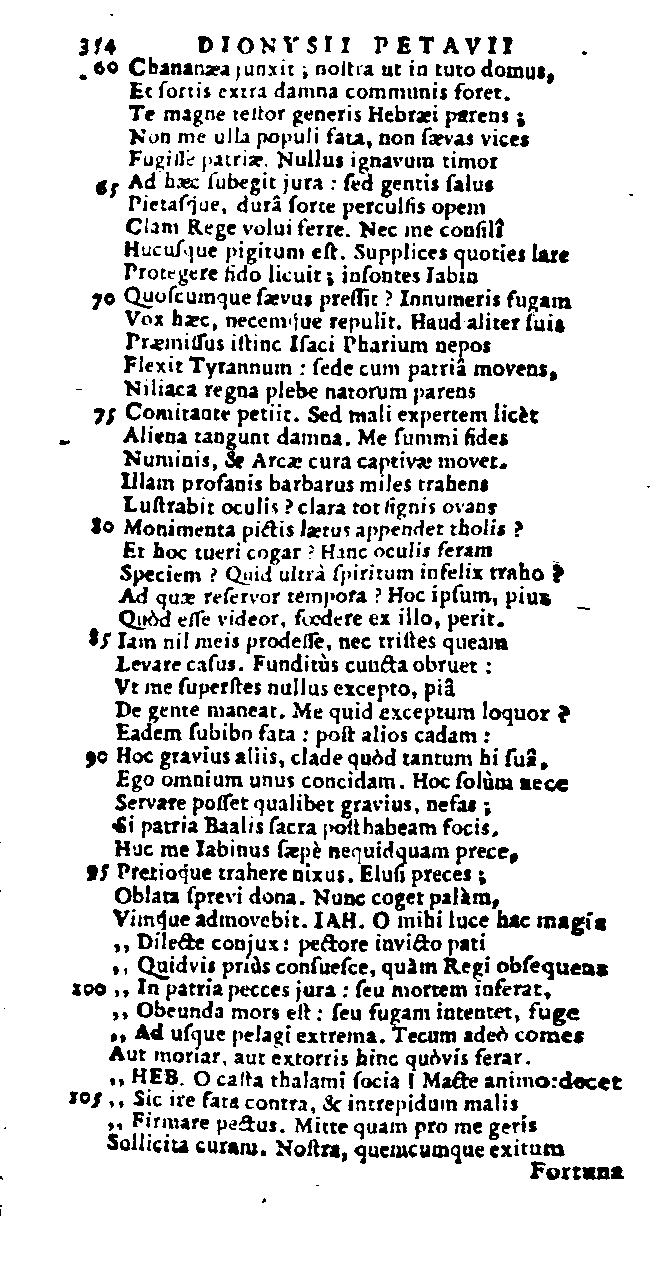 314 DIONYSII PETAVII
60 Chananæa junxit ; noſtra ut in tuto domus,
Et ſortis extra damna communis foret.
Te magne teſtor generis Hebræi parens ;
Non me ulla populi fata, non ſævas vices
Fugiſſe patriæ. Nullus ignavum timor
65 Ad hæc ſubegit jura : ſed gentis ſalus
Pietaſque, durâ ſorte perculſis opem
Clam Rege volui ferre. Nec me conſilî
Hucuſque pigitum eſt. Supplices quoties lare
Protegere fido licuit ; inſontes Iabin
70 Quoſcumque ſævus preſſit ? Innumeris fugam
Vox hæc, necemque repulit. Haud aliter ſuis
Præmiſſus iſtinc Iſaci Pharium nepos
Flexit Tyrannum : ſede cum patriâ movens,
Niliaca regna plebe natorum parens
75 Comitante petiit. Sed mali expertem licèt
Aliena tangunt damna. Me ſummi fides
Numinis, & Arcæ cura captivæ movet.
Illam profanis barbarus miles trahens
Luſtrabit oculis ? clara tot ſignis ovans
80 Monimenta pictis lætus appendet tholis ?
Et hoc tueri cogar ? Hanc oculis feram
Speciem ? Quid ultrà ſpiritum infelix traho ?
Ad quæ reſervor tempora ? Hoc ipſum, pius
Quòd eſſe videor, fœdere ex illo, perit.
85 Iam nil meis prodeſſe, nec triſtes queam
Levare caſus. Funditùs cuncta obruet :
Vt me ſuperſtes nullus excepto, piâ
De gente maneat. Me quid exceptum loquor ?
Eadem ſubibo fata : poſt alios cadam :
90 Hoc gravius aliis, clade quòd tantum hi ſuâ,
Ego omnium unus concidam. Hoc ſolùm nece
Servare poſſet qualibet gravius, nefas ;
Si patria Baalis ſacra poſthabeam focis.
Huc me Iabinus ſæpè nequidquam prece,
95 Pretioque trahere nixus. Eluſi preces ;
Oblata ſprevi dona. Nunc coget palàm,
Vimque admovebit. IAH. O mihi luce hac magis
,, Dilecte conjux : pectore invicto pati
,, Quidvis priùs conſueſce, quàm Regi obſequens
100 ,, In patria pecces jura : ſeu mortem inferat,
,, Obeunda mors eſt : ſeu fugam intentet, fuge
,, Ad uſque pelagi extrema. Tecum adeò comes
Aut moriar, aut extorris hinc quòvis ferar.
,, HEB. O caſta thalami ſocia ! Macte animo: docet
105 ,, Sic ire fata contra, & intrepidum malis
,, Firmare pectus. Mitte quam pro me geris
Sollicita curam. Noſtra, quemcumque exitum
Fortuna